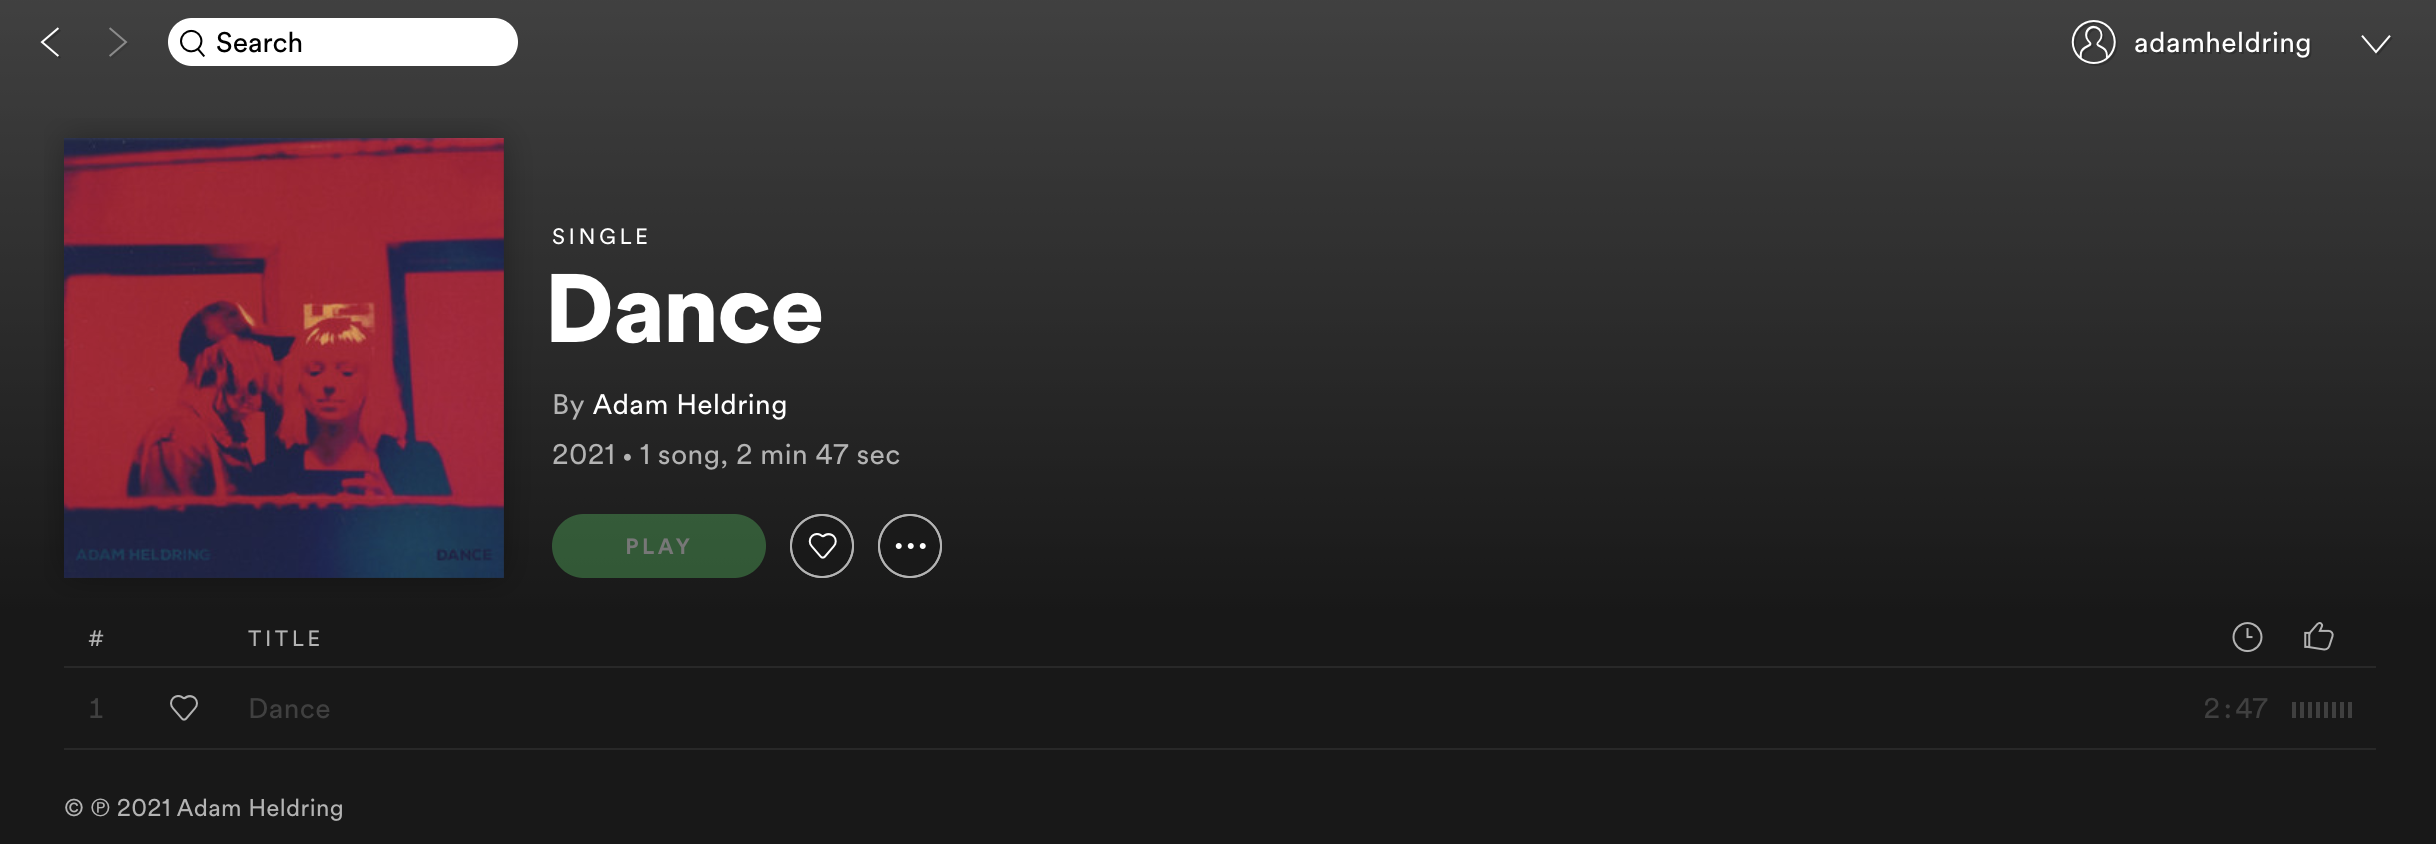 Search
adamheldring
SINGLE
Dance
By Adam Heldring
2021 • 1 song, 2 min 47 sec
PLAY
ADAM HELDRING
DANCE
# TITLE
1 Dance 2:47
© ℗ 2021 Adam Heldring